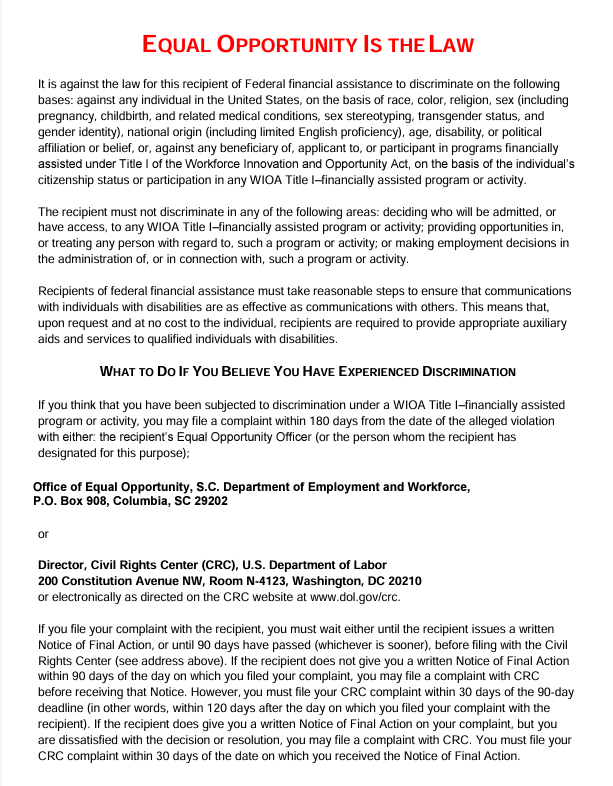 EQUAL OPPORTUNITY IS THE LAW
It is against the law for this recipient of Federal financial assistance to discriminate on the following
bases: against any individual in the United States, on the basis of race, color, religion, sex (including
pregnancy, childbirth, and related medical conditions, sex stereotyping, transgender status, and
gender identity), national origin (including limited English proficiency), age, disability, or political
affiliation or belief, or, against any beneficiary of, applicant to, or participant in programs financially
assisted under Title I of the Workforce Innovation and Opportunity Act, on the basis of the individual's
citizenship status or participation in any WIOA Title I–financially assisted program or activity.
The recipient must not discriminate in any of the following areas: deciding who will be admitted, or
have access, to any WIOA Title I–financially assisted program or activity; providing opportunities in,
or treating any person with regard to, such a program or activity; or making employment decisions in
the administration of, or in connection with, such a program or activity.
Recipients of federal financial assistance must take reasonable steps to ensure that communications
with individuals with disabilities are as effective as communications with others. This means that,
upon request and at no cost to the individual, recipients are required to provide appropriate auxiliary
aids and services to qualified individuals with disabilities.
WHAT TO DO IF YOU BELIEVE YOU HAVE EXPERIENCED DISCRIMINATION
If you think that you have been subjected to discrimination under a WIOA Title I–financially assisted
program or activity, you may file a complaint within 180 days from the date of the alleged violation
with either: the recipient's Equal Opportunity Officer (or the person whom the recipient has
designated for this purpose);
Office of Equal Opportunity, S.C. Department of Employment and Workforce,
P.O. Box 908, Columbia, SC 29202
or
Director, Civil Rights Center (CRC), U.S. Department of Labor
200 Constitution Avenue NW, Room N-4123, Washington, DC 20210
or electronically as directed on the CRC website at www.dol.gov/crc.
If you file your complaint with the recipient, you must wait either until the recipient issues a written
Notice of Final Action, or until 90 days have passed (whichever is sooner), before filing with the Civil
Rights Center (see address above). If the recipient does not give you a written Notice of Final Action
within 90 days of the day on which you filed your complaint, you may file a complaint with CRC
before receiving that Notice. However, you must file your CRC complaint within 30 days of the 90-day
deadline (in other words, within 120 days after the day on which you filed your complaint with the
recipient). If the recipient does give you a written Notice of Final Action on your complaint, but you
are dissatisfied with the decision or resolution, you may file a complaint with CRC. You must file your
CRC complaint within 30 days of the date on which you received the Notice of Final Action.